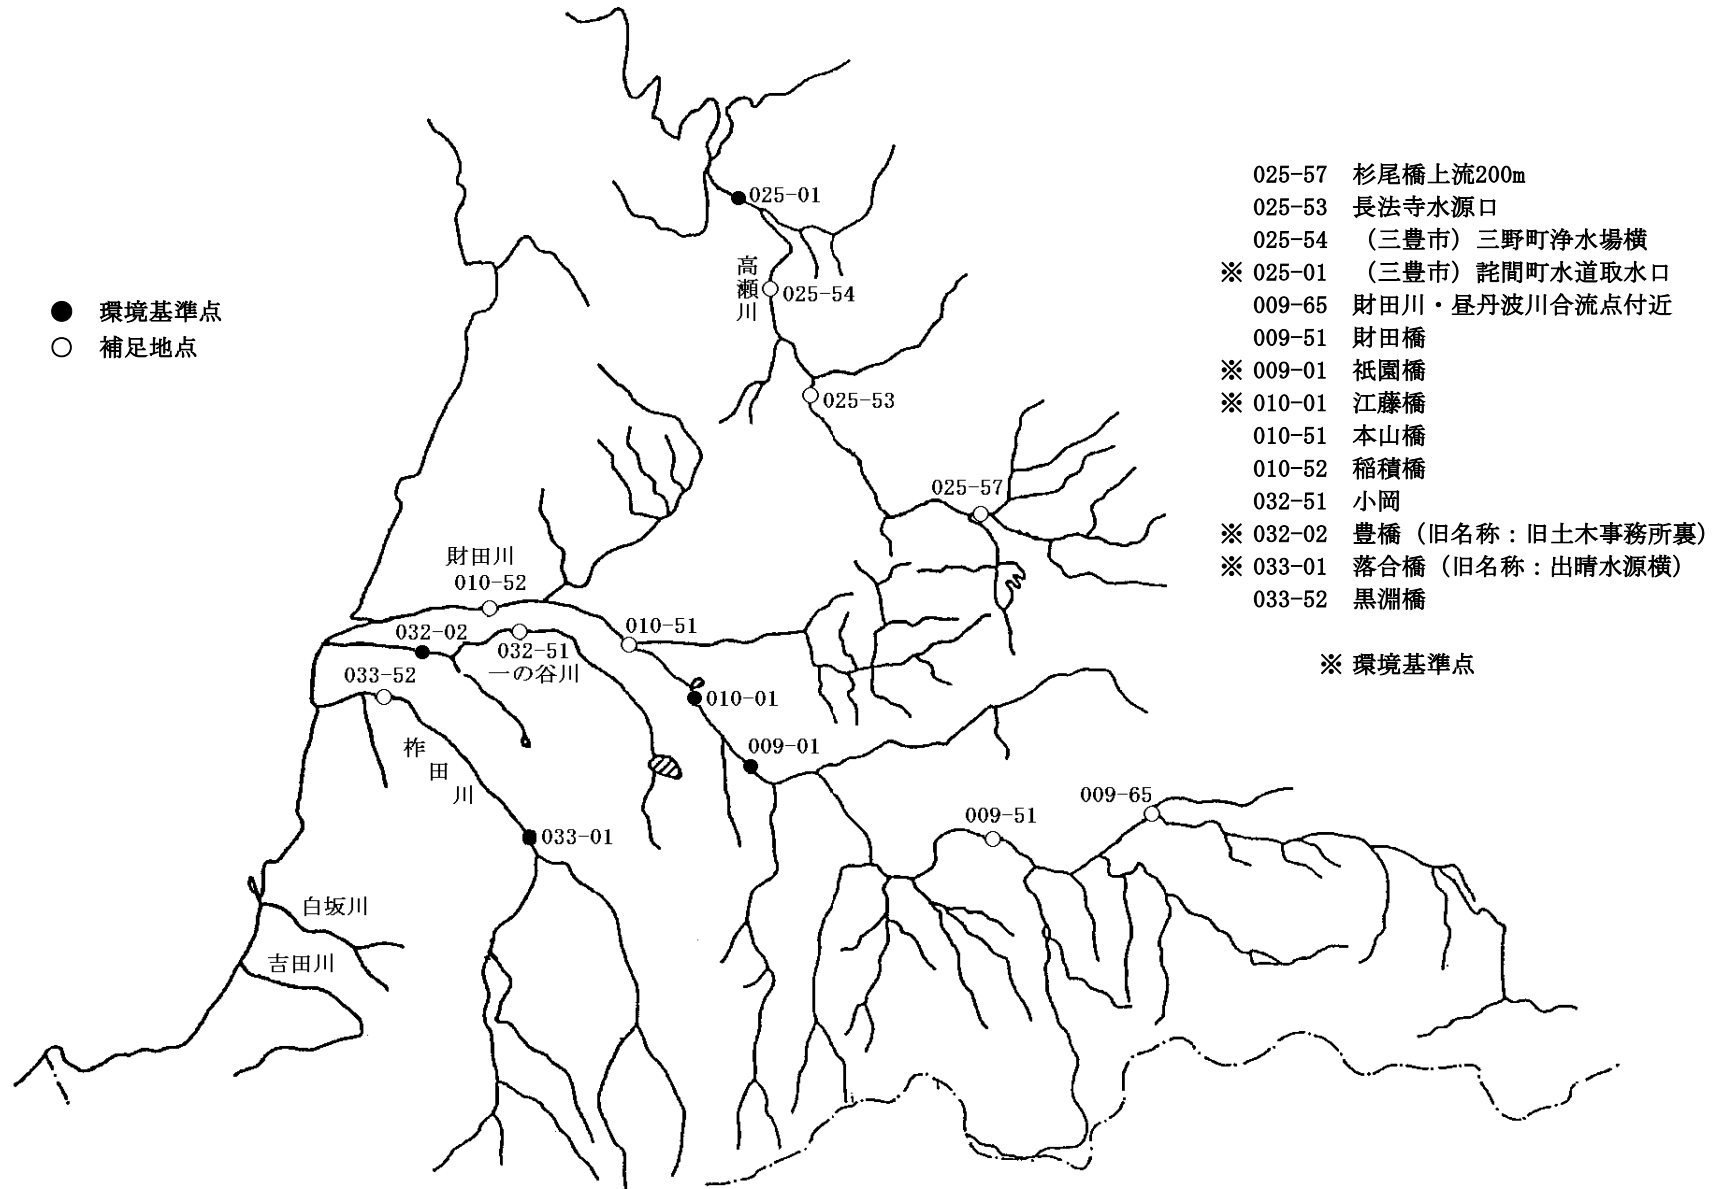 025-01
高瀬川
025-54
025-53
025-57
● 環境基準点
○ 補足地点
025-57 杉尾橋上流200m
025-53 長法寺水源口
025-54 (三豊市) 三野町浄水場横
※ 025-01 (三豊市) 詫間町水道取水口
009-65 財田川・昼丹波川合流点付近
009-51 財田橋
※ 009-01 祇園橋
※ 010-01 江藤橋
010-51 本山橋
010-52 稲積橋
032-51 小岡
※ 032-02 豊橋(旧名称:旧土木事務所裏)
※ 033-01 落合橋(旧名称:出晴水源横)
033-52 黒淵橋
※ 環境基準点
財田川
010-52
032-02
032-51
一の谷川
010-51
033-52
010-01
柞田川
009-01
033-01
009-51
009-65
白坂川
吉田川